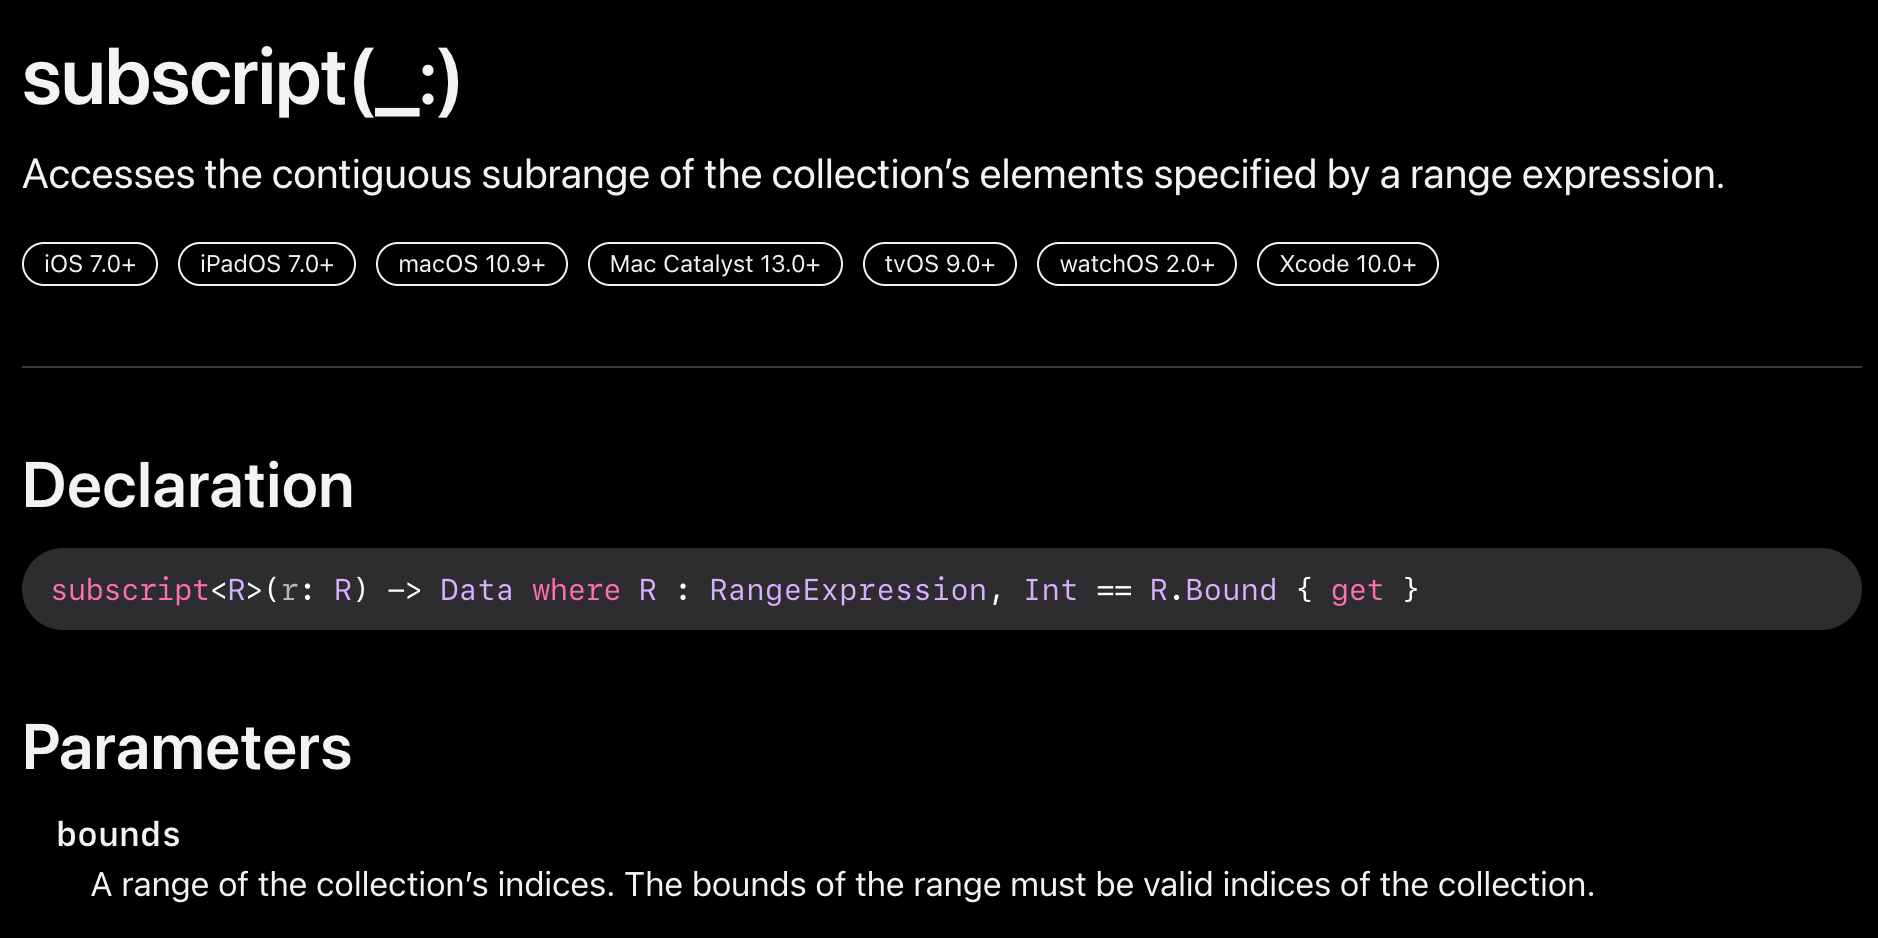 subscript(_:)
Accesses the contiguous subrange of the collection’s elements specified by a range expression.
iOS 7.0+ iPadOS 7.0+ macOS 10.9+ Mac Catalyst 13.0+ tvOS 9.0+ watchOS 2.0+ Xcode 10.0+
Declaration
subscript<R>(r: R) -> Data where R : RangeExpression, Int == R.Bound { get }
Parameters
bounds
A range of the collection’s indices. The bounds of the range must be valid indices of the collection.